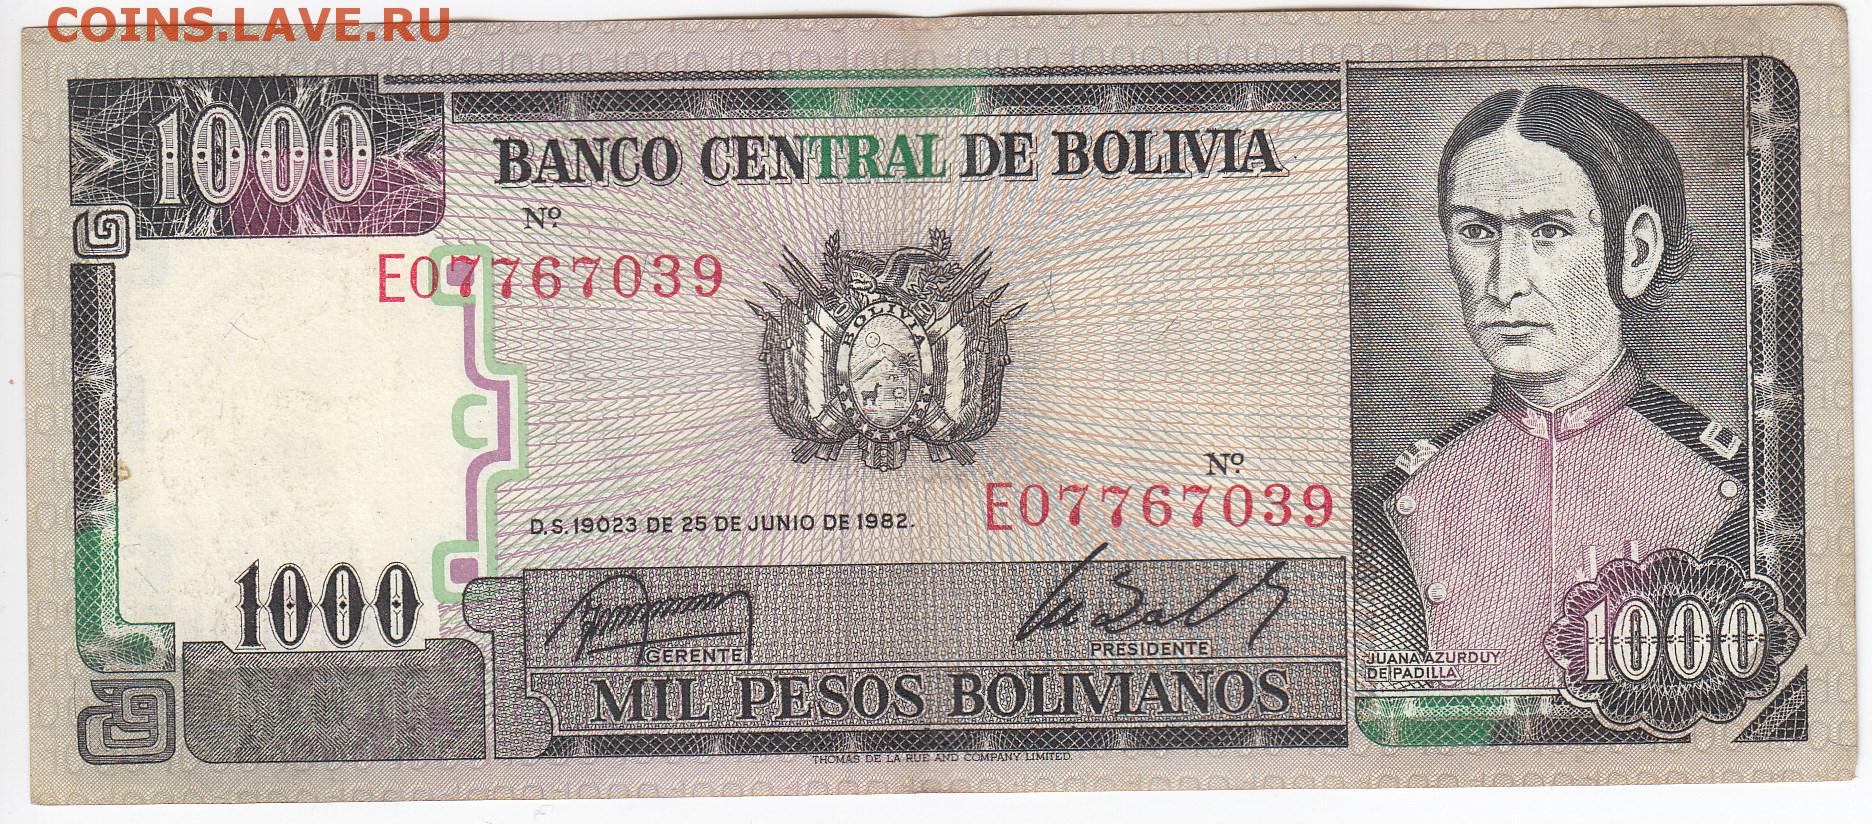 COINS.LAVE.RU
1000
BANCO CENTRAL DE BOLIVIA
Nº
E07767039
BOLIVIA
Nº
E07767039
D.S. 19023 DE 25 DE JUNIO DE 1982.
1000
GERENTE
PRESIDENTE
JUANA AZURDUY
DE PADILLA
1000
MIL PESOS BOLIVIANOS
THOMAS DE LA RUE AND COMPANY LIMITED.